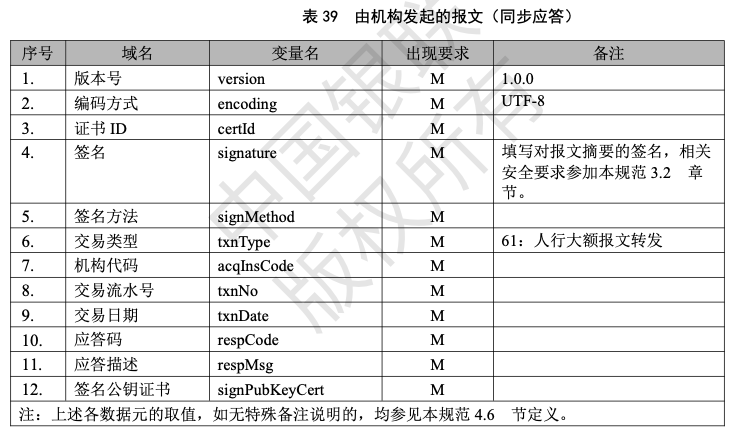 表 39 由机构发起的报文（同步应答）
序号 域名 变量名 出现要求 备注
1. 版本号 version M 1.0.0
2. 编码方式 encoding M UTF-8
3. 证书 ID certId M
4. 签名 signature M 填写对报文摘要的签名，相关
安全要求参加本规范 3.2 章
节。
5. 签名方法 signMethod M
6. 交易类型 txnType M 61：人行大额报文转发
7. 机构代码 acqInsCode M
8. 交易流水号 txnNo M
9. 交易日期 txnDate M
10. 应答码 respCode M
11. 应答描述 respMsg M
12. 签名公钥证书 signPubKeyCert M
注：上述各数据元的取值，如无特殊备注说明的，均参见本规范 4.6 节定义。
中国银联
版权所有